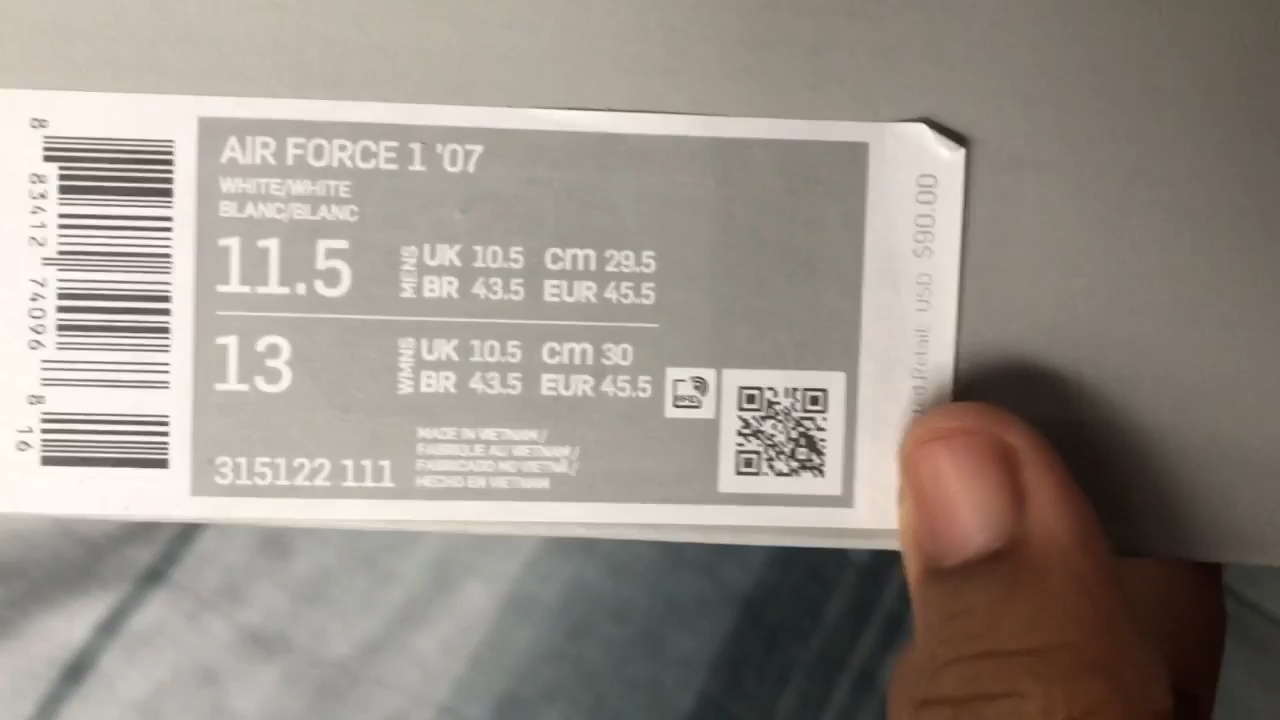 AIR FORCE 1 '07
WHITE/WHITE
BLANC/BLANC
11.5 MENS UK 10.5 cm 29.5
BR 43.5 EUR 45.5
13 WMNS UK 10.5 cm 30
BR 43.5 EUR 45.5
315122 111
MADE IN VIETNAM /
FABRIQUE AU VIETNAM /
FABRICADO NO VIETNÃ /
HECHO EN VIETNAM
RFID
8 83412 74096 8 16
Retail USD $90.00